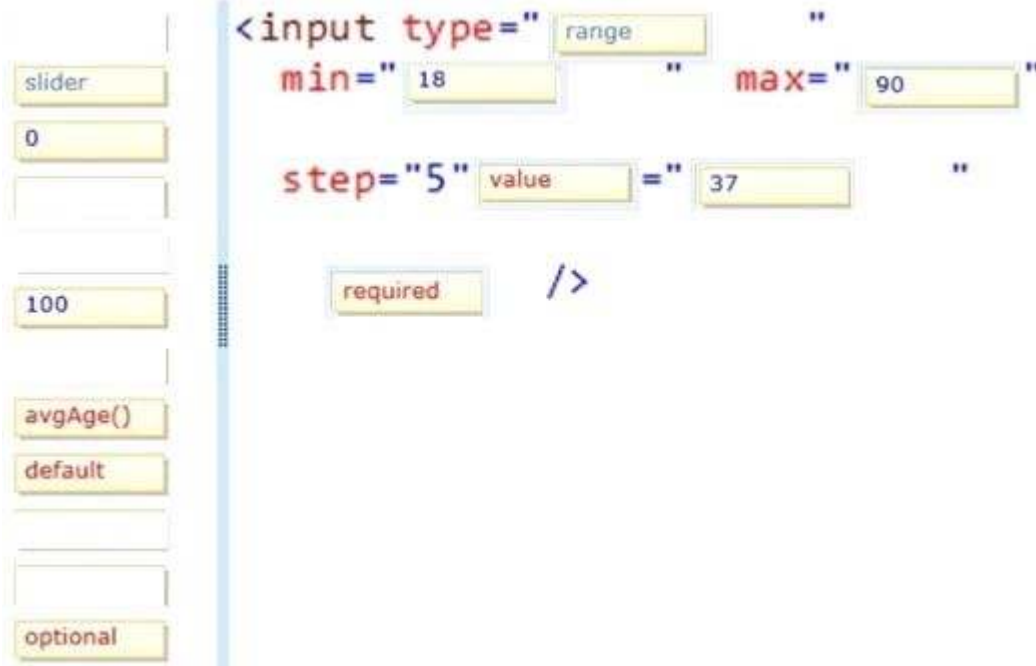 slider
0
100
avgAge()
default
optional
<input type=" range "
min=" 18 " max=" 90 "
step="5" value =" 37 "
required />